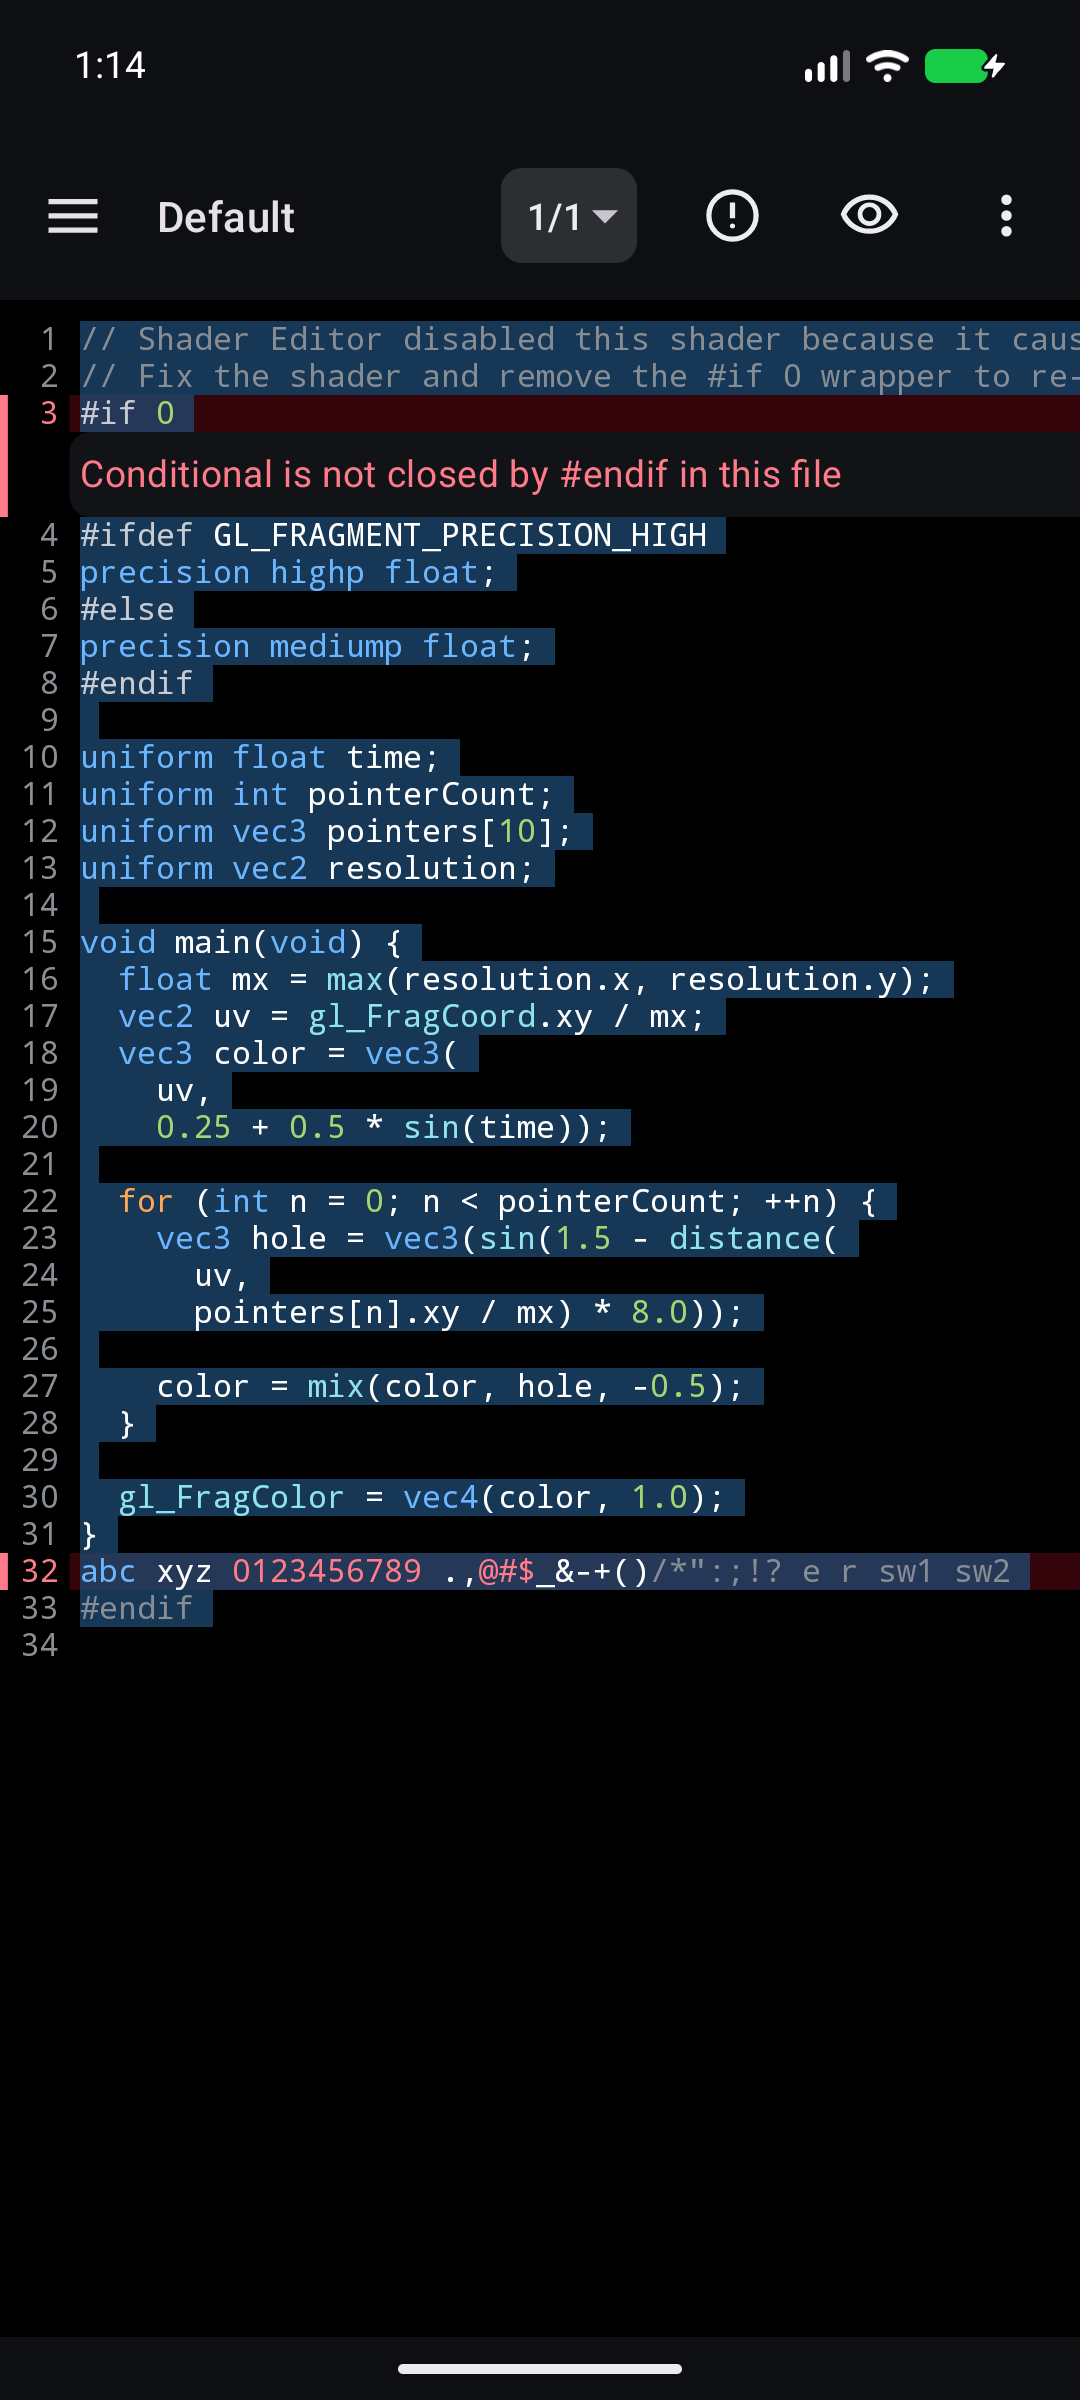 1:14
Default
1/1
1 // Shader Editor disabled this shader because it caus
2 // Fix the shader and remove the #if 0 wrapper to re-
3 #if 0
Conditional is not closed by #endif in this file
4 #ifdef GL_FRAGMENT_PRECISION_HIGH
5 precision highp float;
6 #else
7 precision mediump float;
8 #endif
9
10 uniform float time;
11 uniform int pointerCount;
12 uniform vec3 pointers[10];
13 uniform vec2 resolution;
14
15 void main(void) {
16   float mx = max(resolution.x, resolution.y);
17   vec2 uv = gl_FragCoord.xy / mx;
18   vec3 color = vec3(
19     uv,
20     0.25 + 0.5 * sin(time));
21
22   for (int n = 0; n < pointerCount; ++n) {
23     vec3 hole = vec3(sin(1.5 - distance(
24       uv,
25       pointers[n].xy / mx) * 8.0));
26
27     color = mix(color, hole, -0.5);
28   }
29
30   gl_FragColor = vec4(color, 1.0);
31 }
32 abc xyz 0123456789 .,@#$_&-+()/*":;!? e r sw1 sw2
33 #endif
34